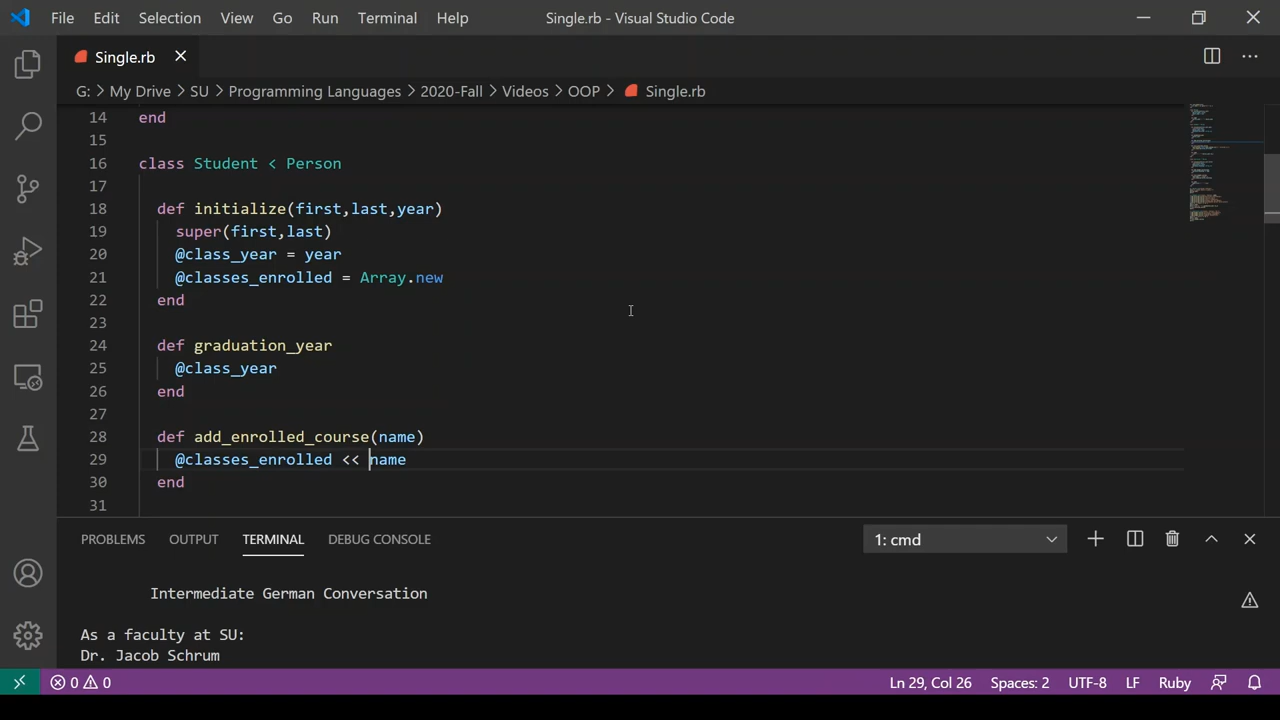 File Edit Selection View Go Run Terminal Help Single.rb - Visual Studio Code
Single.rb
G: > My Drive > SU > Programming Languages > 2020-Fall > Videos > OOP > Single.rb
14 end
15
16 class Student < Person
17
18 def initialize(first,last,year)
19 super(first,last)
20 @class_year = year
21 @classes_enrolled = Array.new
22 end
23
24 def graduation_year
25 @class_year
26 end
27
28 def add_enrolled_course(name)
29 @classes_enrolled << name
30 end
31
PROBLEMS OUTPUT TERMINAL DEBUG CONSOLE 1: cmd
Intermediate German Conversation
As a faculty at SU:
Dr. Jacob Schrum
0 0 Ln 29, Col 26 Spaces: 2 UTF-8 LF Ruby